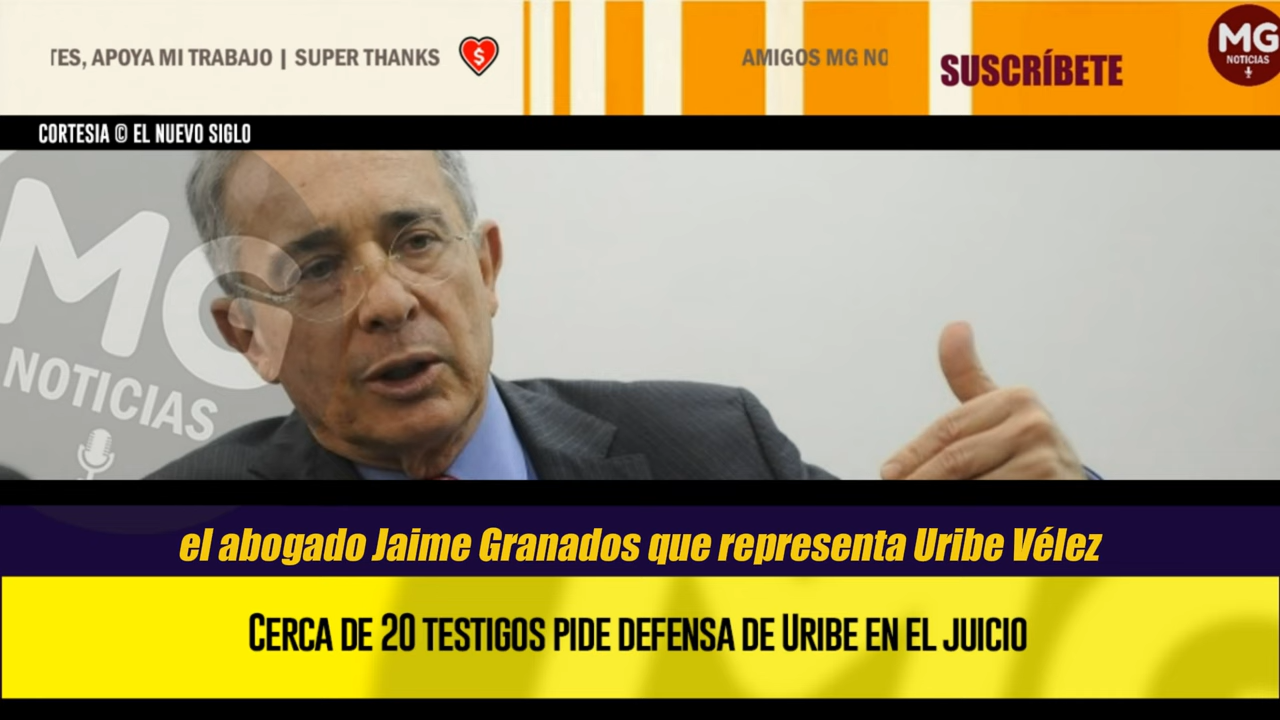 TES, APOYA MI TRABAJO | SUPER THANKS
AMIGOS MG NO
SUSCRÍBETE
MG
NOTICIAS
CORTESIA © EL NUEVO SIGLO
MG
NOTICIAS
el abogado Jaime Granados que representa Uribe Vélez
CERCA DE 20 TESTIGOS PIDE DEFENSA DE URIBE EN EL JUICIO